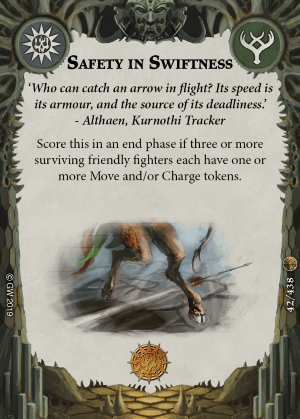 SAFETY IN SWIFTNESS
'Who can catch an arrow in flight? Its speed is
its armour, and the source of its deadliness.'
- Althaen, Kurnothi Tracker
Score this in an end phase if three or more
surviving friendly fighters each have one or
more Move and/or Charge tokens.
© GW 2019
42/438